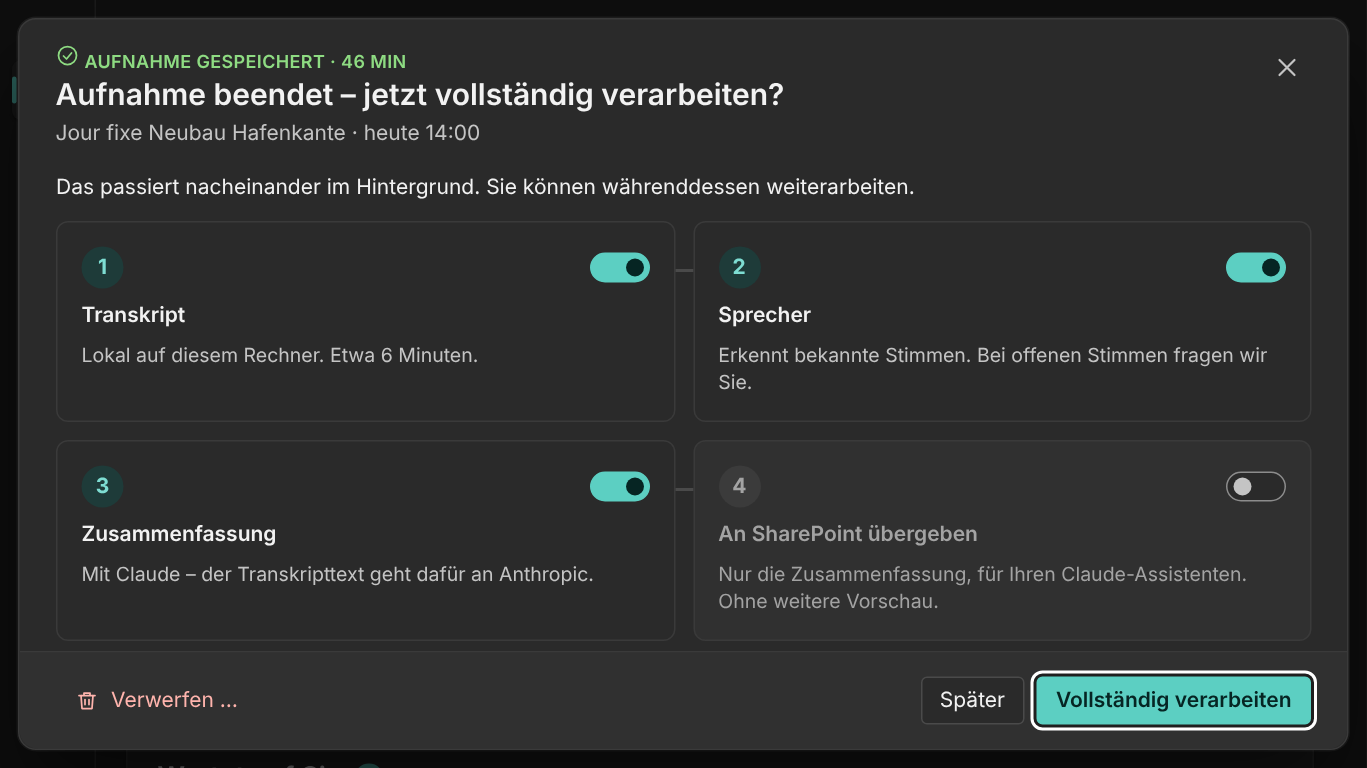 AUFNAHME GESPEICHERT · 46 MIN
Aufnahme beendet – jetzt vollständig verarbeiten?
Jour fixe Neubau Hafenkante · heute 14:00
Das passiert nacheinander im Hintergrund. Sie können währenddessen weiterarbeiten.
1
Transkript
Lokal auf diesem Rechner. Etwa 6 Minuten.
2
Sprecher
Erkennt bekannte Stimmen. Bei offenen Stimmen fragen wir
Sie.
3
Zusammenfassung
Mit Claude – der Transkripttext geht dafür an Anthropic.
4
An SharePoint übergeben
Nur die Zusammenfassung, für Ihren Claude-Assistenten.
Ohne weitere Vorschau.
Verwerfen ...
Später
Vollständig verarbeiten